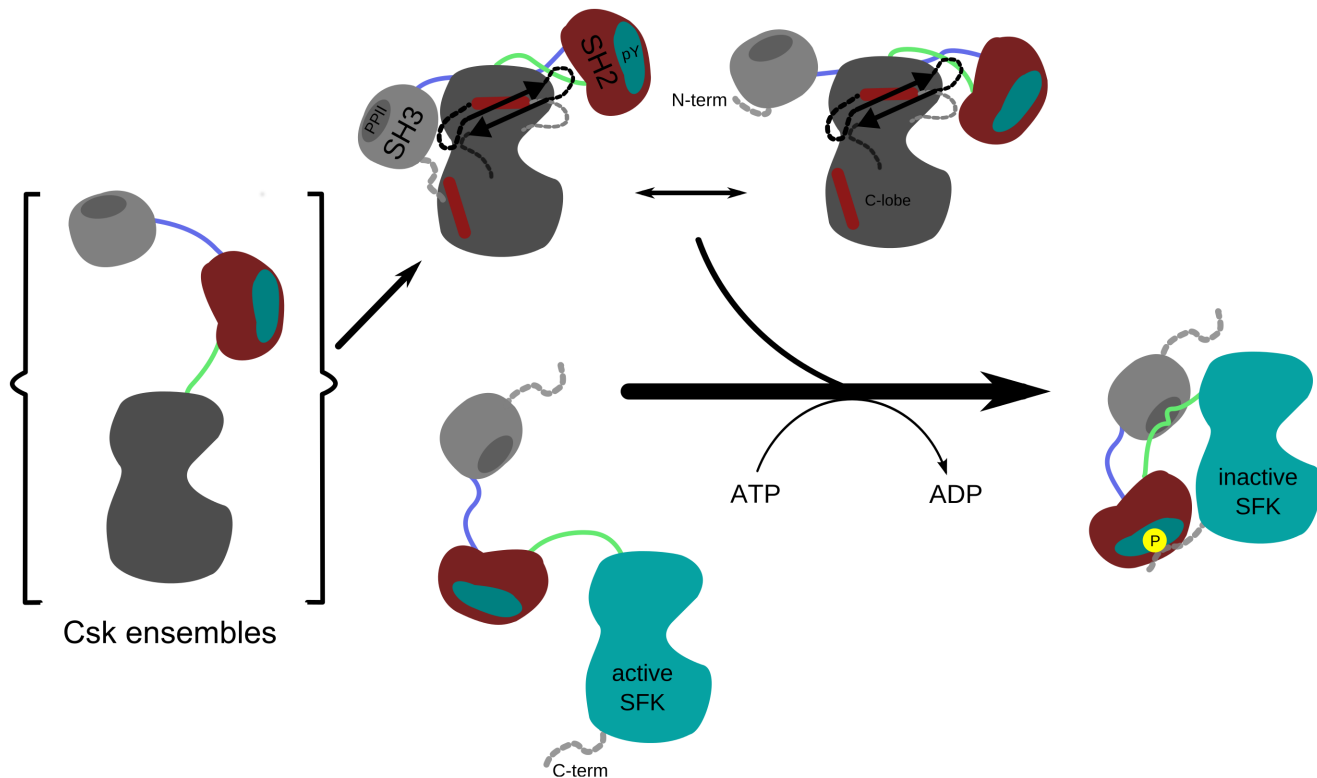 SH2
pY
PPII
SH3
N-term
C-lobe
ATP
ADP
inactive
SFK
P
Csk ensembles
active
SFK
C-term